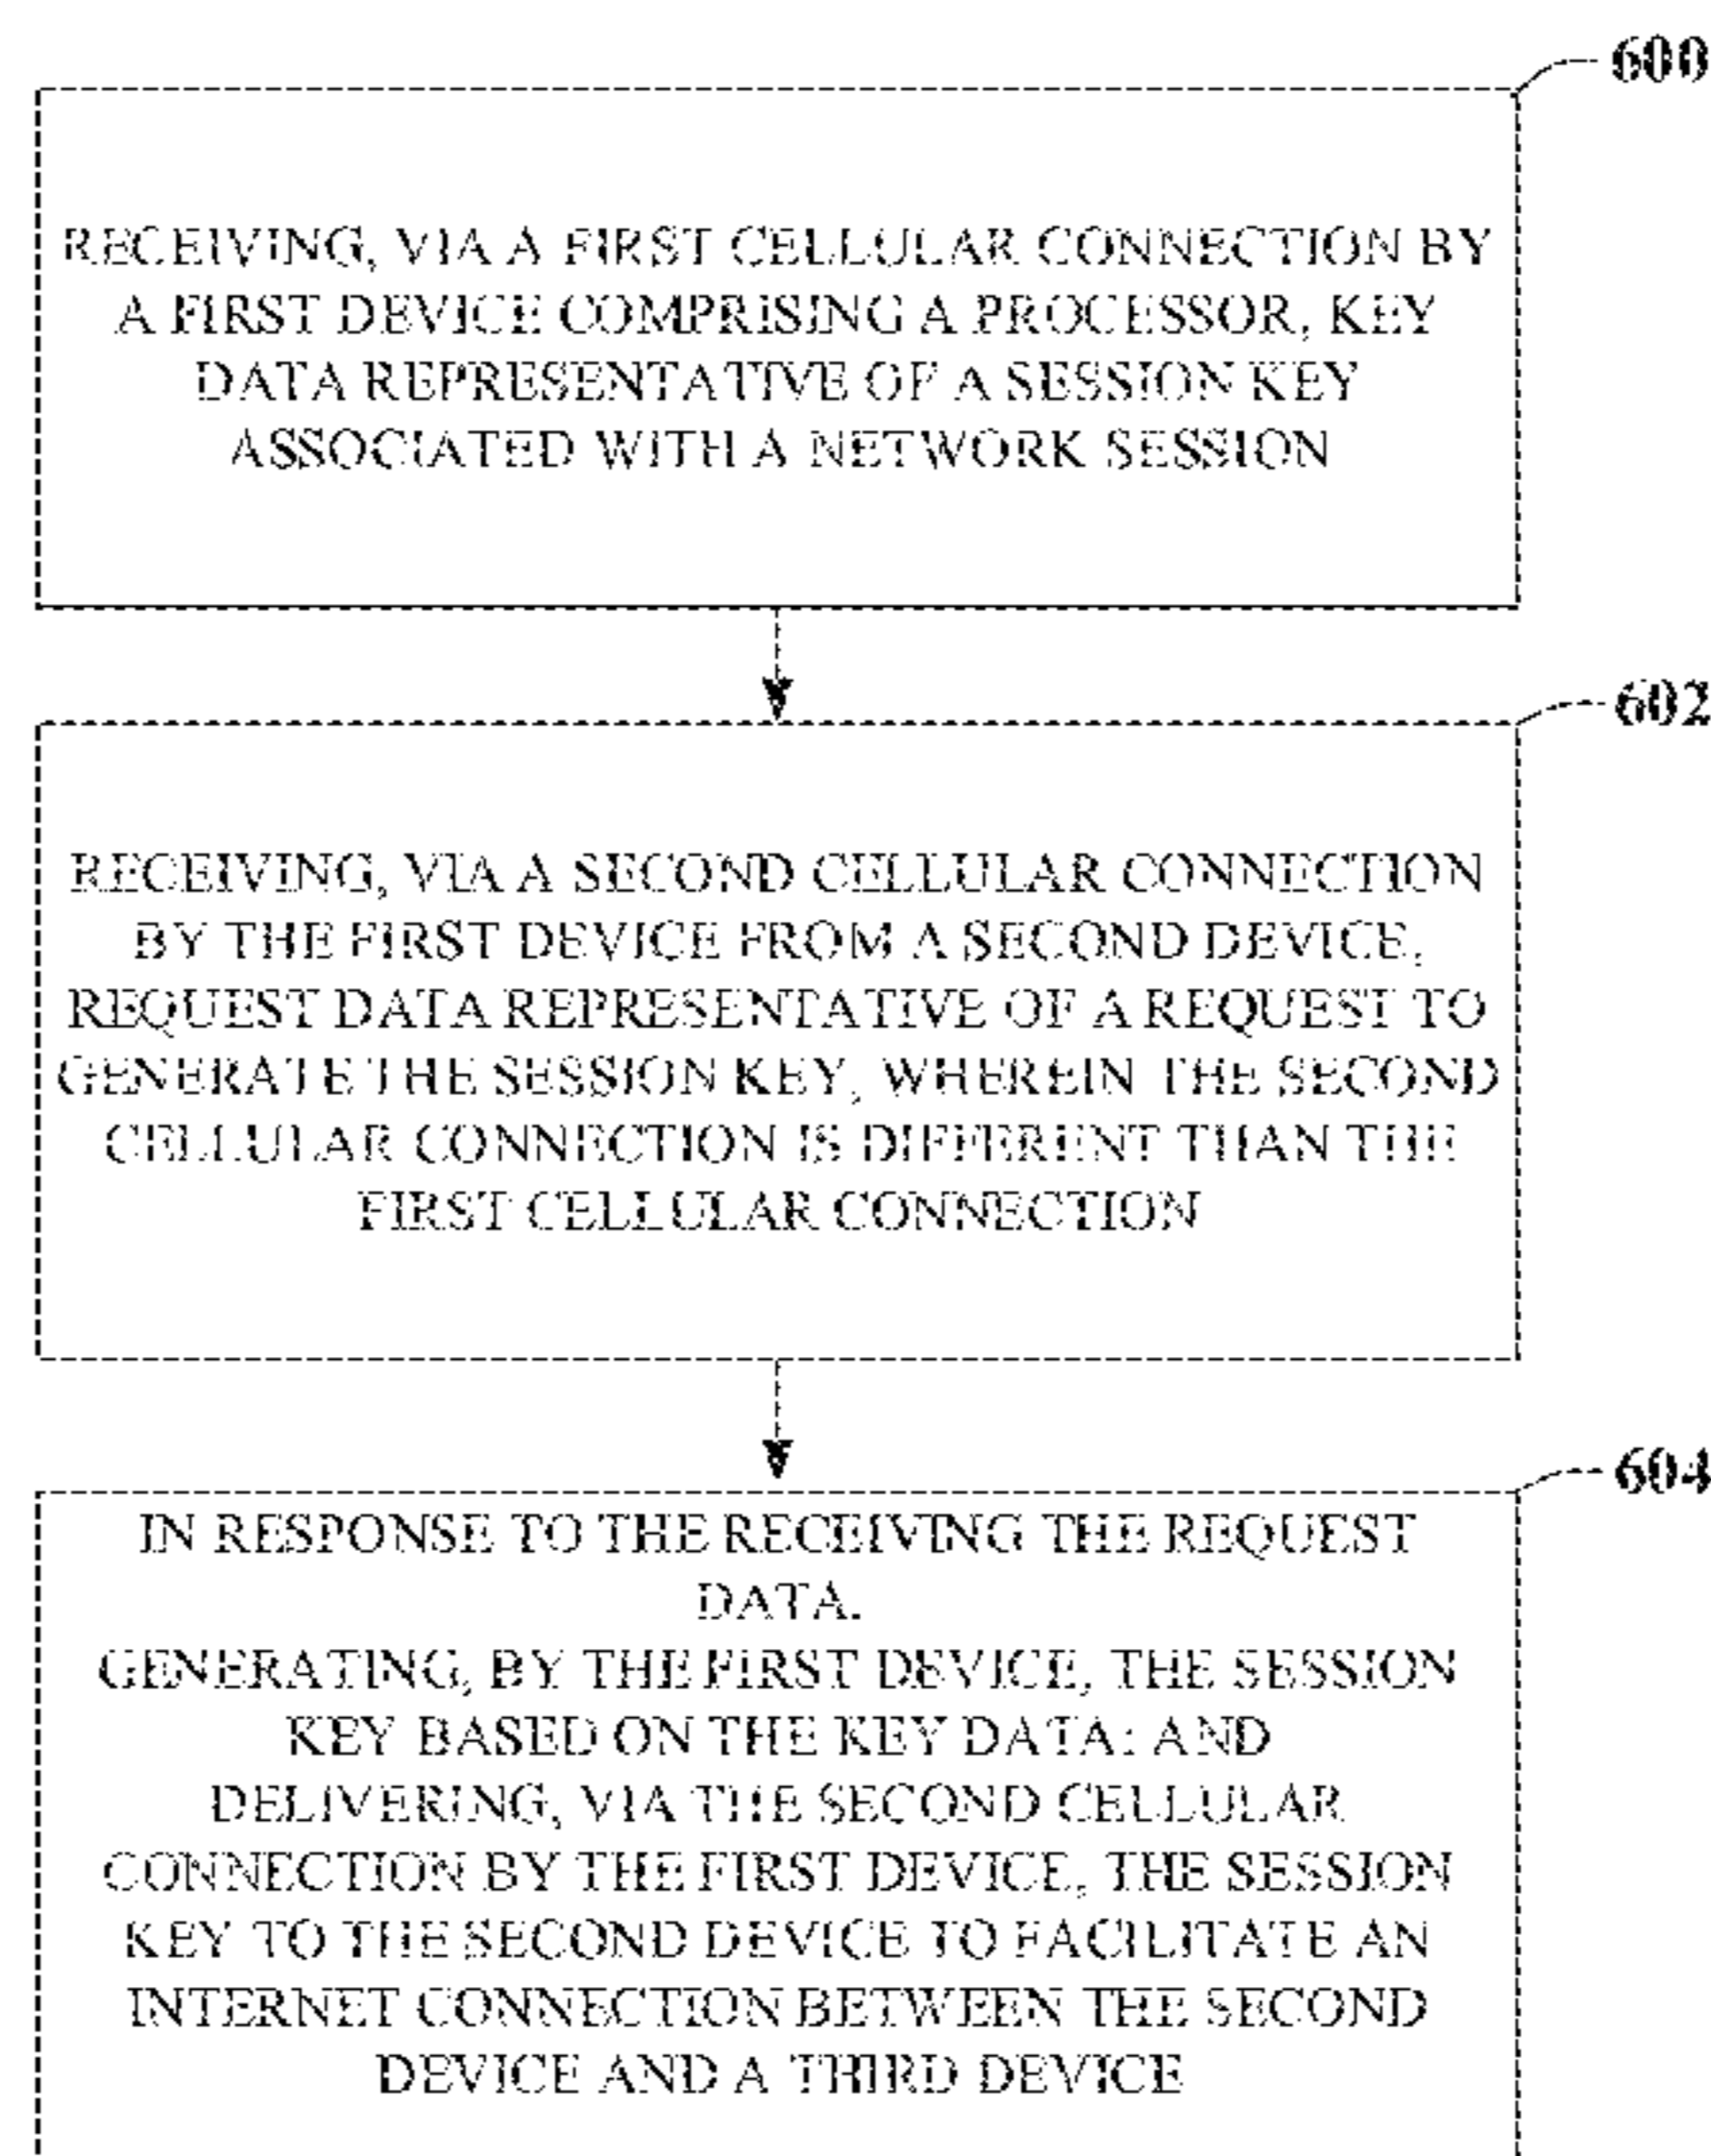 600
RECEIVING, VIA A FIRST CELLULAR CONNECTION BY
A FIRST DEVICE COMPRISING A PROCESSOR, KEY
DATA REPRESENTATIVE OF A SESSION KEY
ASSOCIATED WITH A NETWORK SESSION
602
RECEIVING, VIA A SECOND CELLULAR CONNECTION
BY THE FIRST DEVICE FROM A SECOND DEVICE,
REQUEST DATA REPRESENTATIVE OF A REQUEST TO
GENERATE THE SESSION KEY, WHEREIN THE SECOND
CELLULAR CONNECTION IS DIFFERENT THAN THE
FIRST CELLULAR CONNECTION
604
IN RESPONSE TO THE RECEIVING THE REQUEST
DATA.
GENERATING, BY THE FIRST DEVICE, THE SESSION
KEY BASED ON THE KEY DATA; AND
DELIVERING, VIA THE SECOND CELLULAR
CONNECTION BY THE FIRST DEVICE, THE SESSION
KEY TO THE SECOND DEVICE TO FACILITATE AN
INTERNET CONNECTION BETWEEN THE SECOND
DEVICE AND A THIRD DEVICE